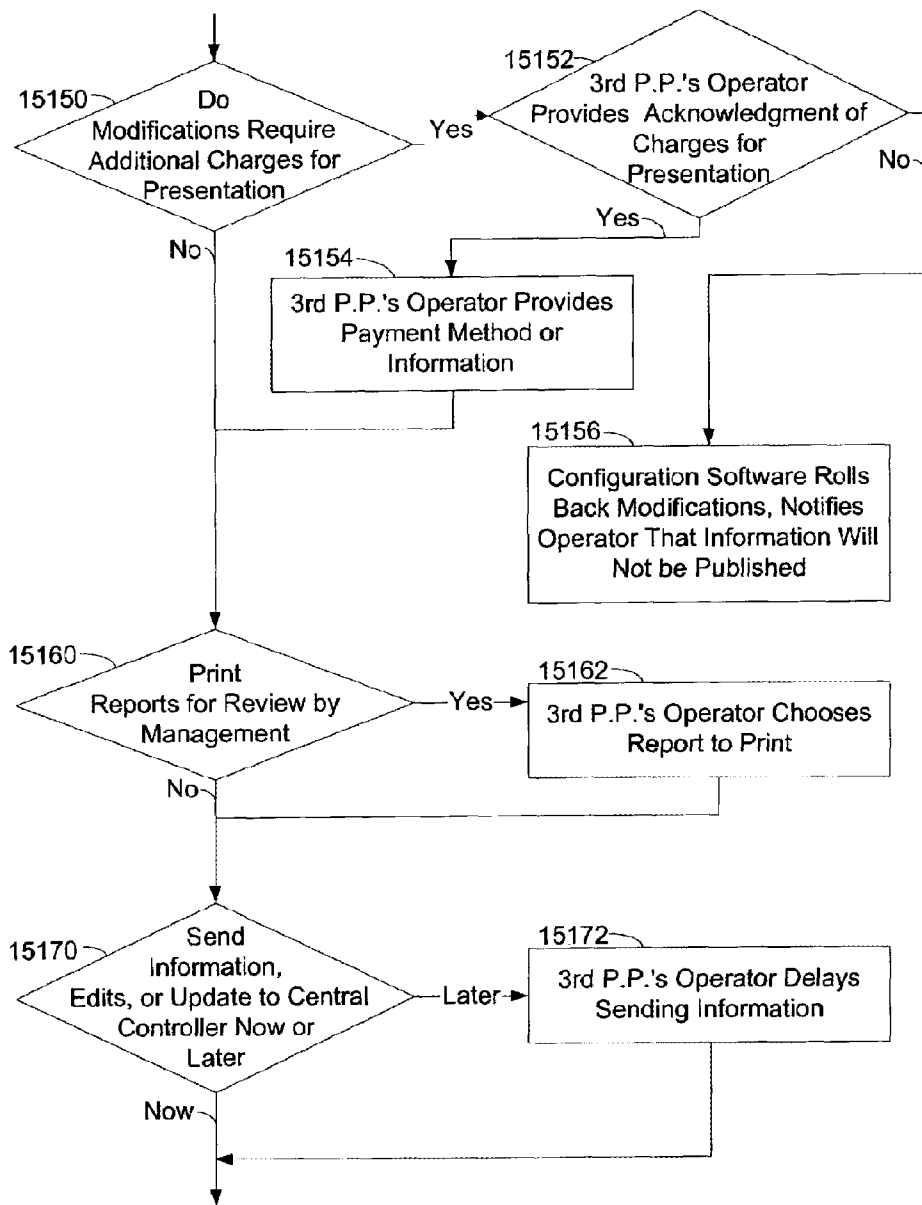 15150
Do
Modifications Require
Additional Charges for
Presentation
Yes
No
15152
3rd P.P.'s Operator
Provides Acknowledgment of
Charges for
Presentation
No
Yes
15154
3rd P.P.'s Operator Provides
Payment Method or
Information
15156
Configuration Software Rolls
Back Modifications, Notifies
Operator That Information Will
Not be Published
15160
Print
Reports for Review by
Management
Yes
No
15162
3rd P.P.'s Operator Chooses
Report to Print
15170
Send
Information,
Edits, or Update to Central
Controller Now or
Later
Later
Now
15172
3rd P.P.'s Operator Delays
Sending Information